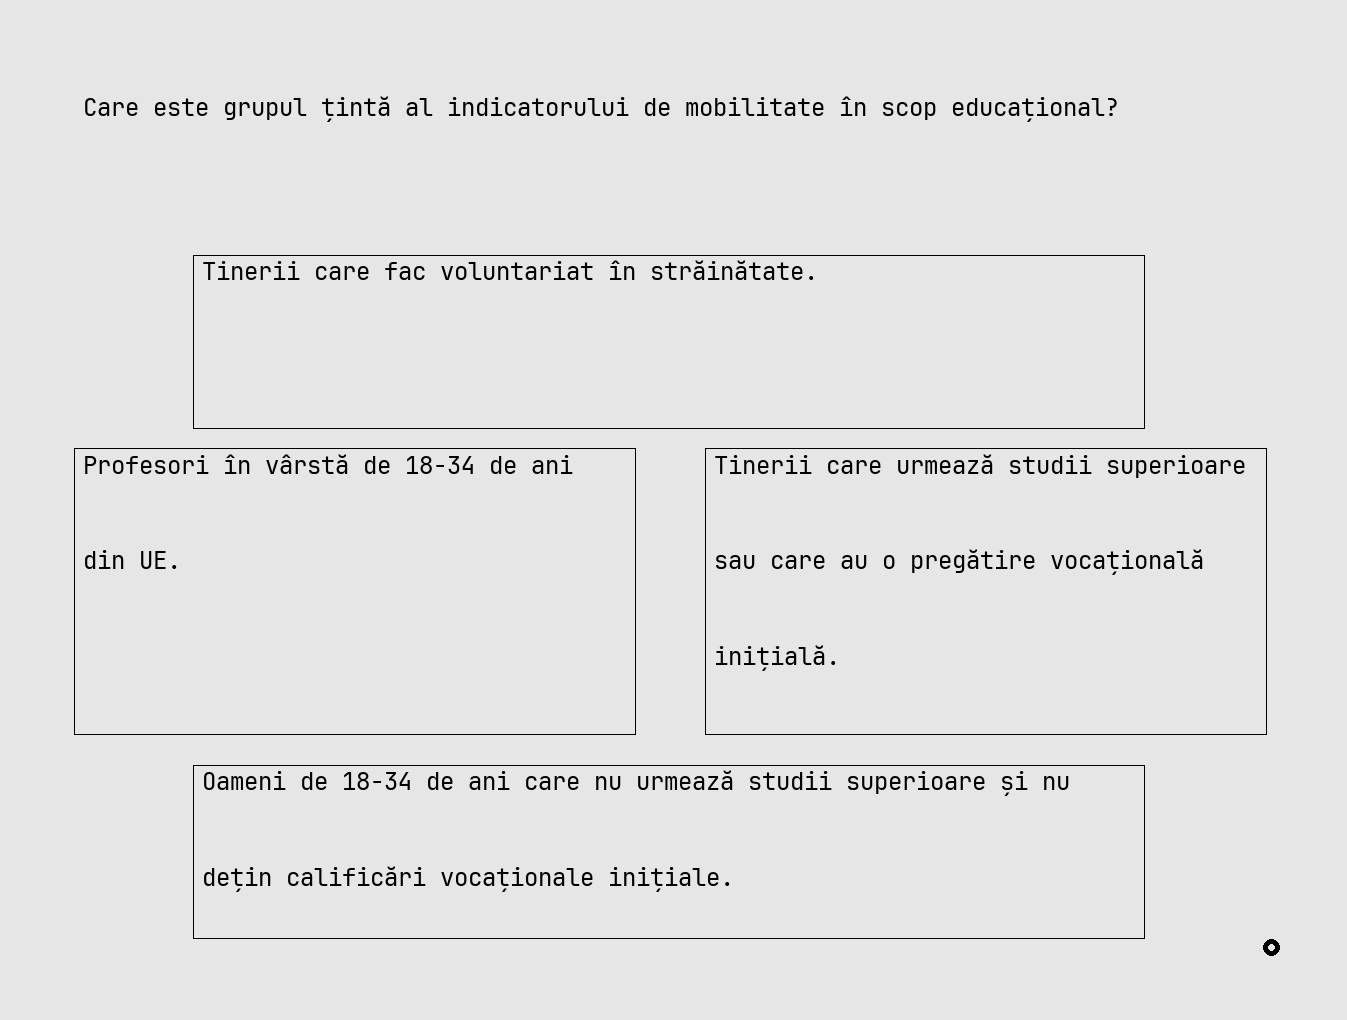 Care este grupul țintă al indicatorului de mobilitate în scop educațional?
Tinerii care fac voluntariat în străinătate.
Profesori în vârstă de 18-34 de ani
din UE.
Tinerii care urmează studii superioare
sau care au o pregătire vocațională
inițială.
Oameni de 18-34 de ani care nu urmează studii superioare și nu
dețin calificări vocaționale inițiale.